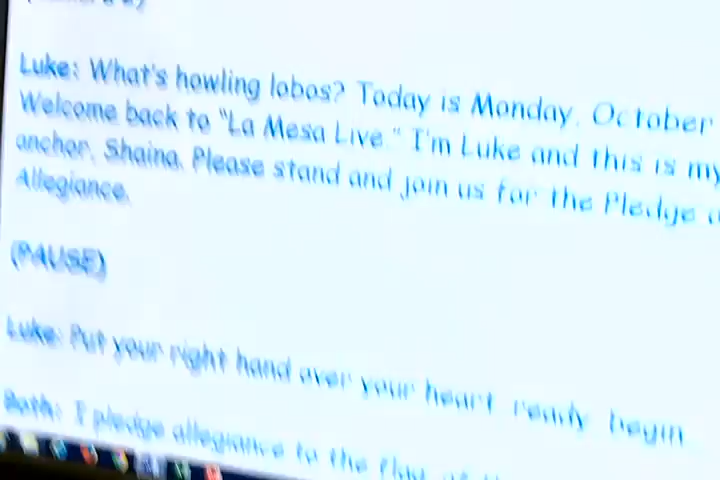 Luke: What's howling lobos? Today is Monday, October
Welcome back to "La Mesa Live." I'm Luke and this is my
anchor, Shaina. Please stand and join us for the Pledge
Allegiance.
(PAUSE)
Luke: Put your right hand over your heart ready begin...
Both: I pledge allegiance to the flag of